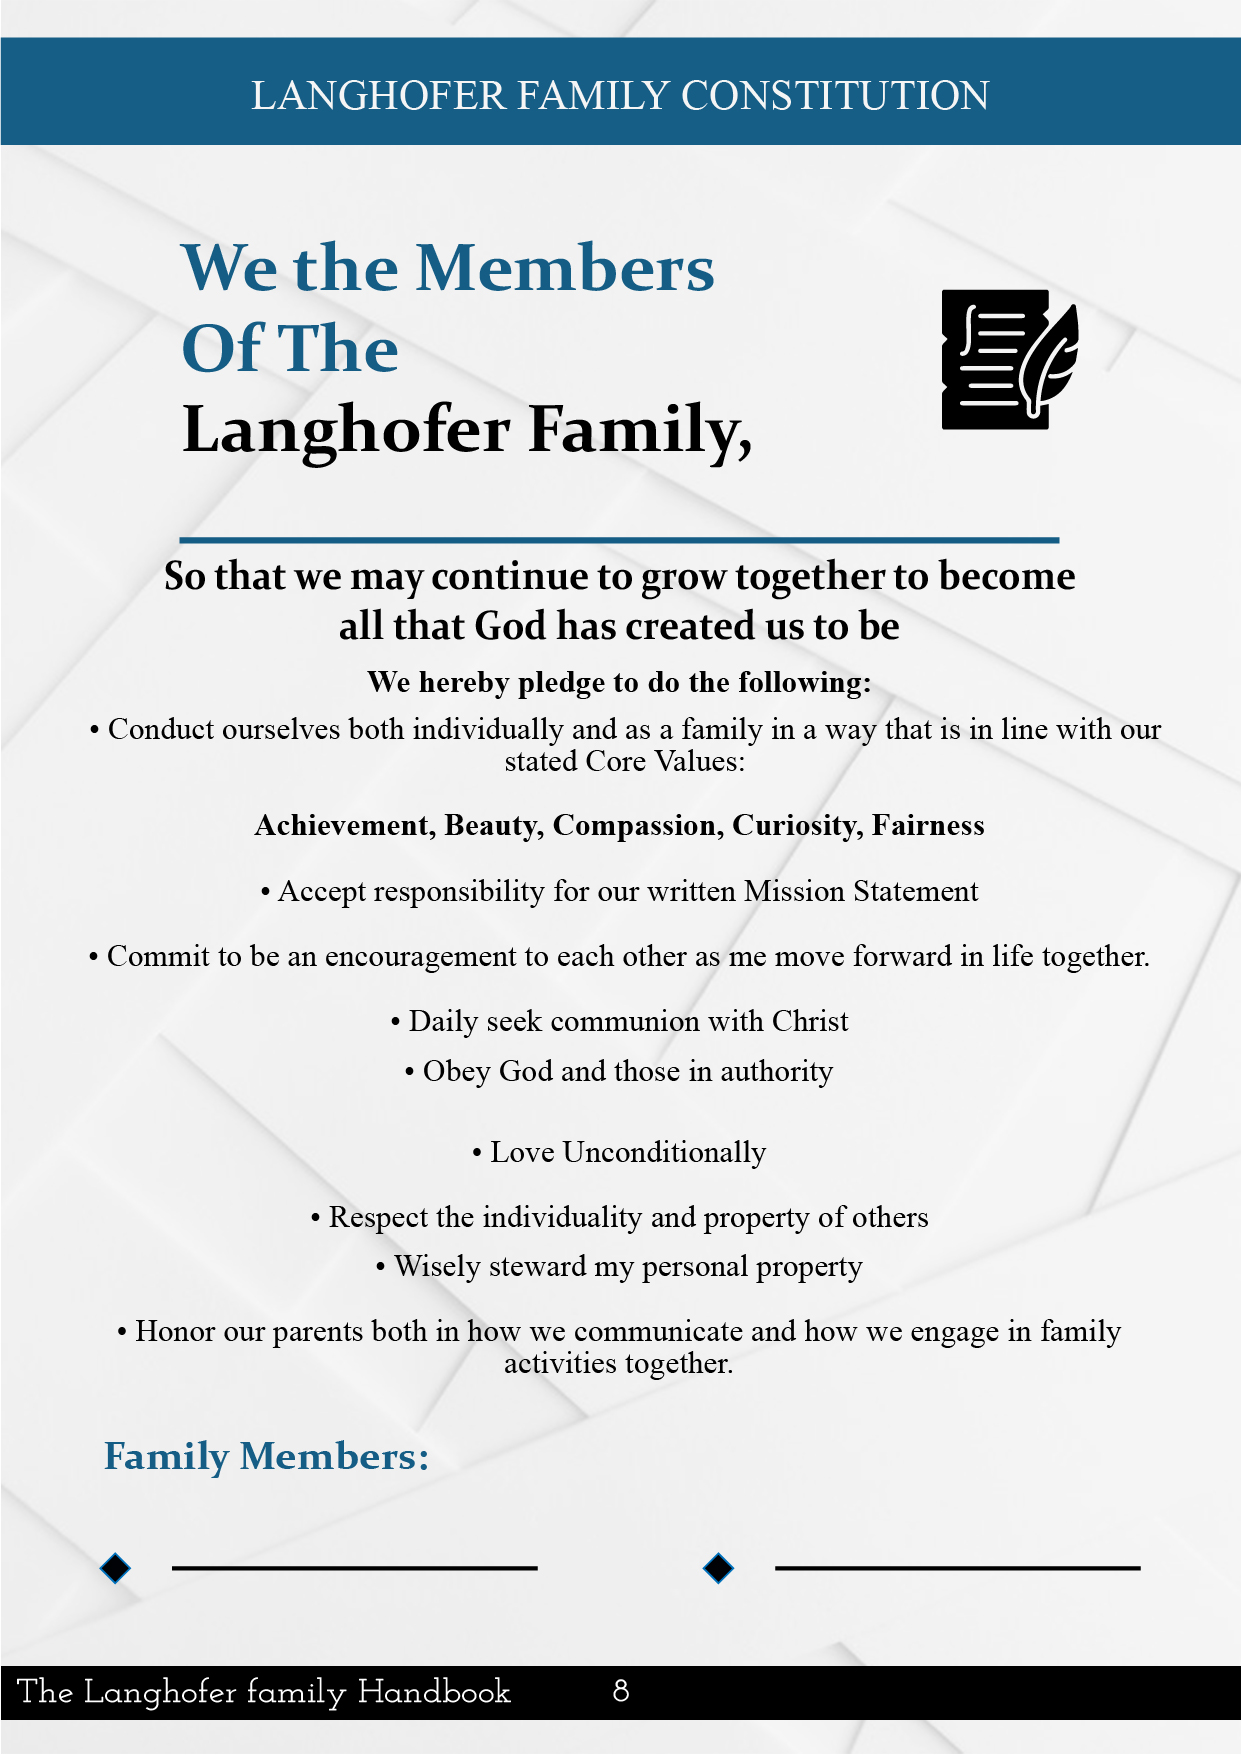 LANGHOFER FAMILY CONSTITUTION
We the Members
Of The
Langhofer Family,
So that we may continue to grow together to become
all that God has created us to be
We hereby pledge to do the following:
• Conduct ourselves both individually and as a family in a way that is in line with our
stated Core Values:
Achievement, Beauty, Compassion, Curiosity, Fairness
• Accept responsibility for our written Mission Statement
• Commit to be an encouragement to each other as me move forward in life together.
• Daily seek communion with Christ
• Obey God and those in authority
• Love Unconditionally
• Respect the individuality and property of others
• Wisely steward my personal property
• Honor our parents both in how we communicate and how we engage in family
activities together.
Family Members:
The Langhofer family Handbook 8